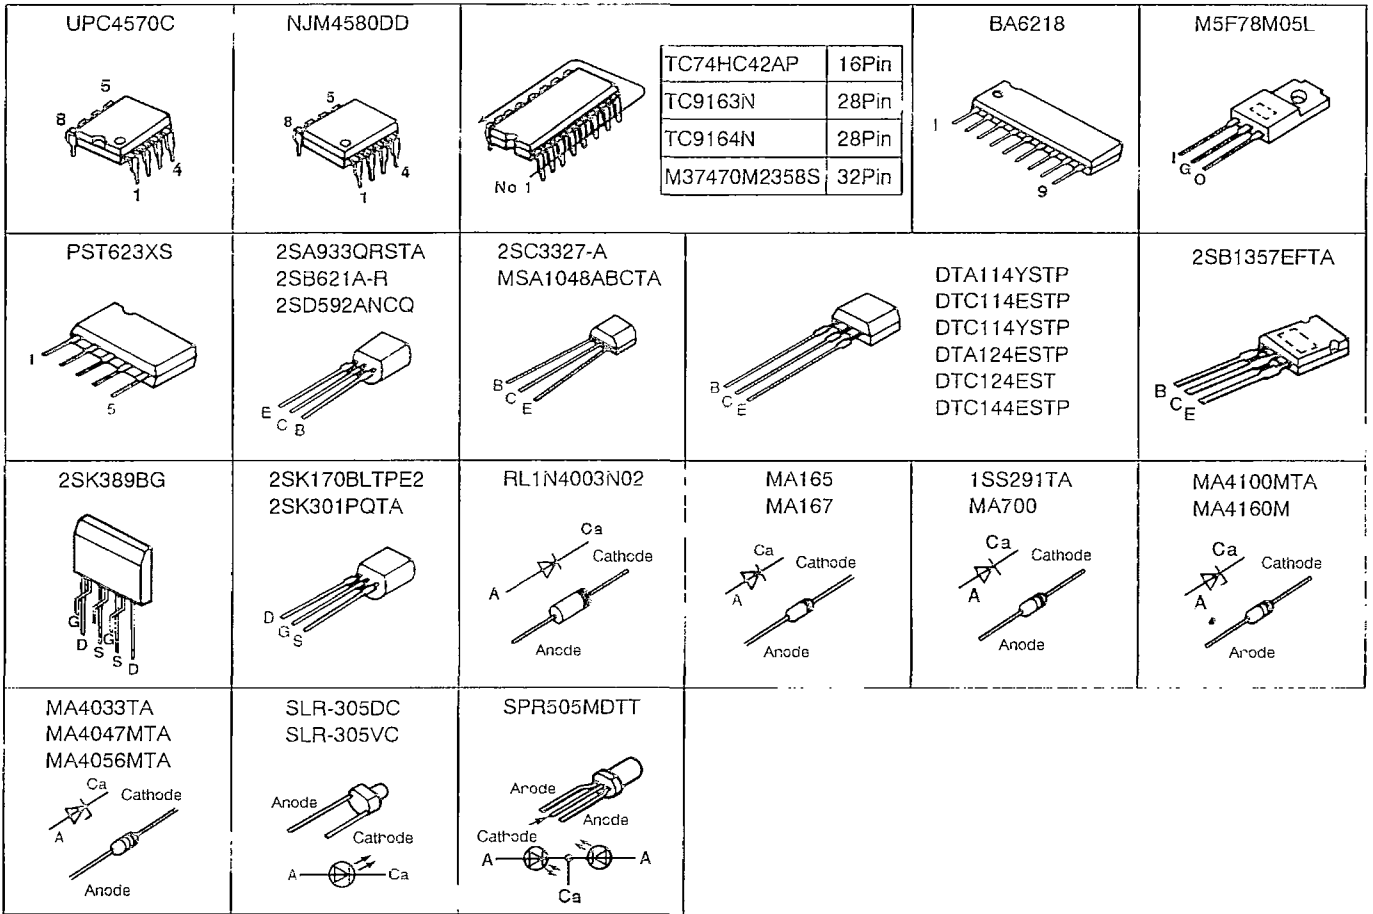 UPC4570C
5
8
4
1
NJM4580DD
5
8
4
1
No 1
TC74HC42AP 16Pin
TC9163N 28Pin
TC9164N 28Pin
M37470M2358S 32Pin
BA6218
1
9
M5F78M05L
I
G
O
PST623XS
1
5
2SA933QRSTA
2SB621A-R
2SD592ANCQ
E
C
B
2SC3327-A
MSA1048ABCTA
B
C
E
DTA114YSTP
DTC114ESTP
DTC114YSTP
DTA124ESTP
DTC124EST
DTC144ESTP
B
C
E
2SB1357EFTA
B
C
E
2SK389BG
G
D
S
G
S
D
2SK170BLTPE2
2SK301PQTA
D
G
S
RL1N4003N02
Ca
Cathode
A
Anode
MA165
MA167
Ca
Cathode
A
Anode
1SS291TA
MA700
Ca
Cathode
A
Anode
MA4100MTA
MA4160M
Ca
Cathode
A
Anode
MA4033TA
MA4047MTA
MA4056MTA
Ca
Cathode
A
Anode
SLR-305DC
SLR-305VC
Anode
Cathode
A Ca
SPR505MDTT
Anode
Anode
Cathode
A A
Ca